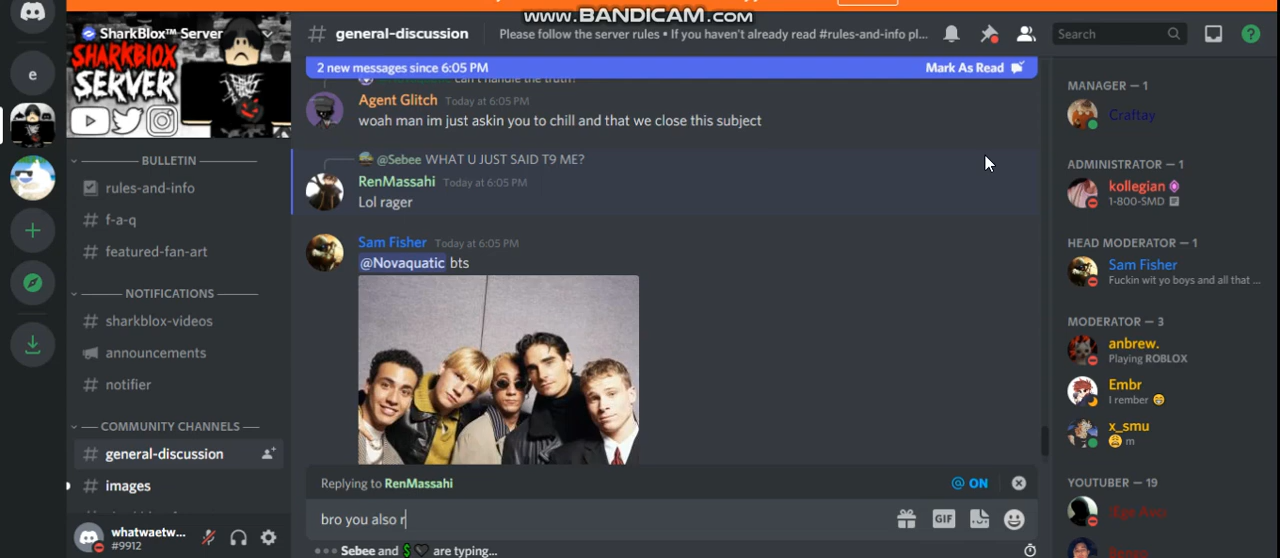 www.BANDICAM.com
SharkBlox™ Server
SHARKBLOX
SERVER
e
general-discussion
Please follow the server rules • If you haven't already read #rules-and-info pl...
Search
2 new messages since 6:05 PM
Mark As Read
can't handle the truth?
Agent Glitch Today at 6:05 PM
woah man im just askin you to chill and that we close this subject
@Sebee WHAT U JUST SAID T9 ME?
RenMassahi Today at 6:05 PM
Lol rager
Sam Fisher Today at 6:05 PM
@Novaquatic bts
Replying to RenMassahi
@ ON
bro you also r
GIF
Sebee and are typing...
BULLETIN
rules-and-info
# f-a-q
# featured-fan-art
NOTIFICATIONS
# sharkblox-videos
announcements
# notifier
COMMUNITY CHANNELS
# general-discussion
# images
whatwaetw...
#9912
MANAGER — 1
Craftay
ADMINISTRATOR — 1
kollegian
1-800-SMD
HEAD MODERATOR — 1
Sam Fisher
Fuckin wit yo boys and all that ...
MODERATOR — 3
anbrew.
Playing ROBLOX
Embr
I rember
x_smu
m
YOUTUBER — 19